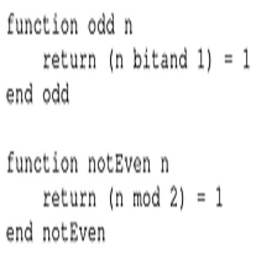 function odd n
    return (n bitand 1) = 1
end odd

function notEven n
    return (n mod 2) = 1
end notEven